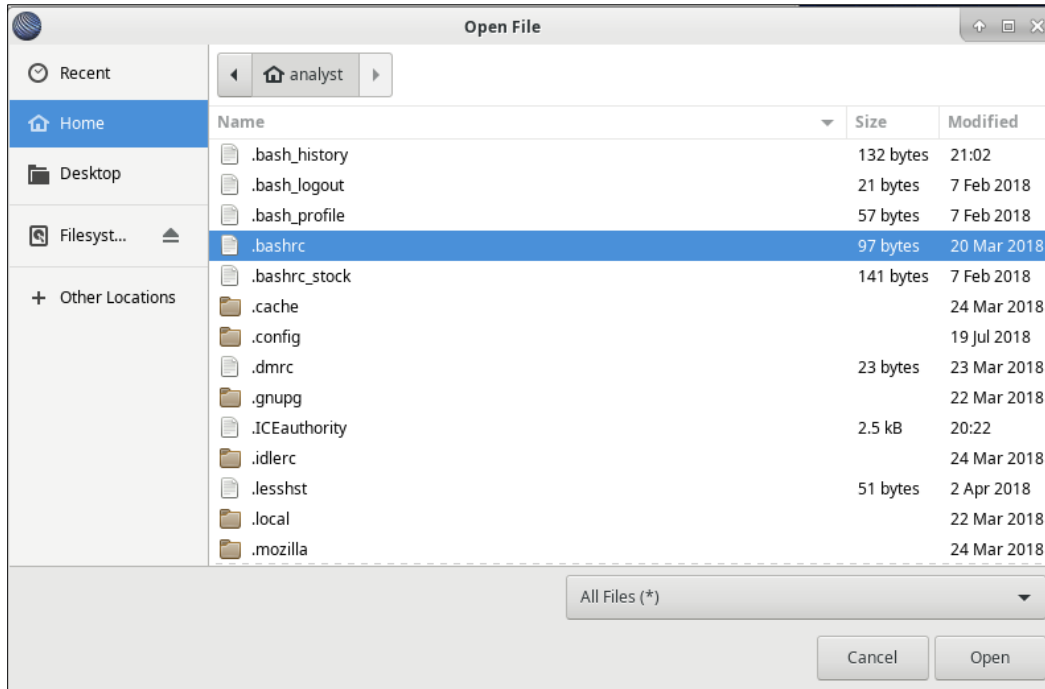 Open File
Recent
Home
Desktop
Filesyst...
+ Other Locations
analyst
Name Size Modified
.bash_history 132 bytes 21:02
.bash_logout 21 bytes 7 Feb 2018
.bash_profile 57 bytes 7 Feb 2018
.bashrc 97 bytes 20 Mar 2018
.bashrc_stock 141 bytes 7 Feb 2018
.cache 24 Mar 2018
.config 19 Jul 2018
.dmrc 23 bytes 23 Mar 2018
.gnupg 22 Mar 2018
.ICEauthority 2.5 kB 20:22
.idlerc 24 Mar 2018
.lesshst 51 bytes 2 Apr 2018
.local 22 Mar 2018
.mozilla 24 Mar 2018
All Files (*)
Cancel Open